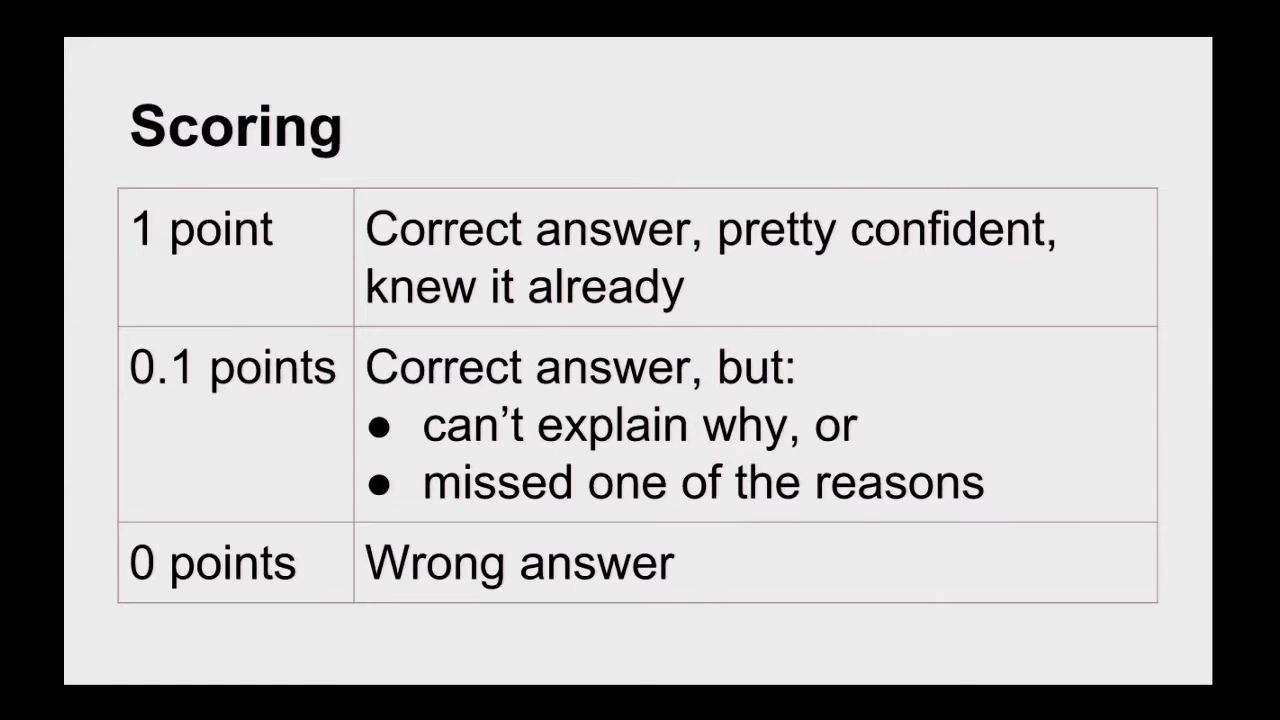 Scoring
1 point
Correct answer, pretty confident,
knew it already
0.1 points
Correct answer, but:
● can’t explain why, or
● missed one of the reasons
0 points
Wrong answer